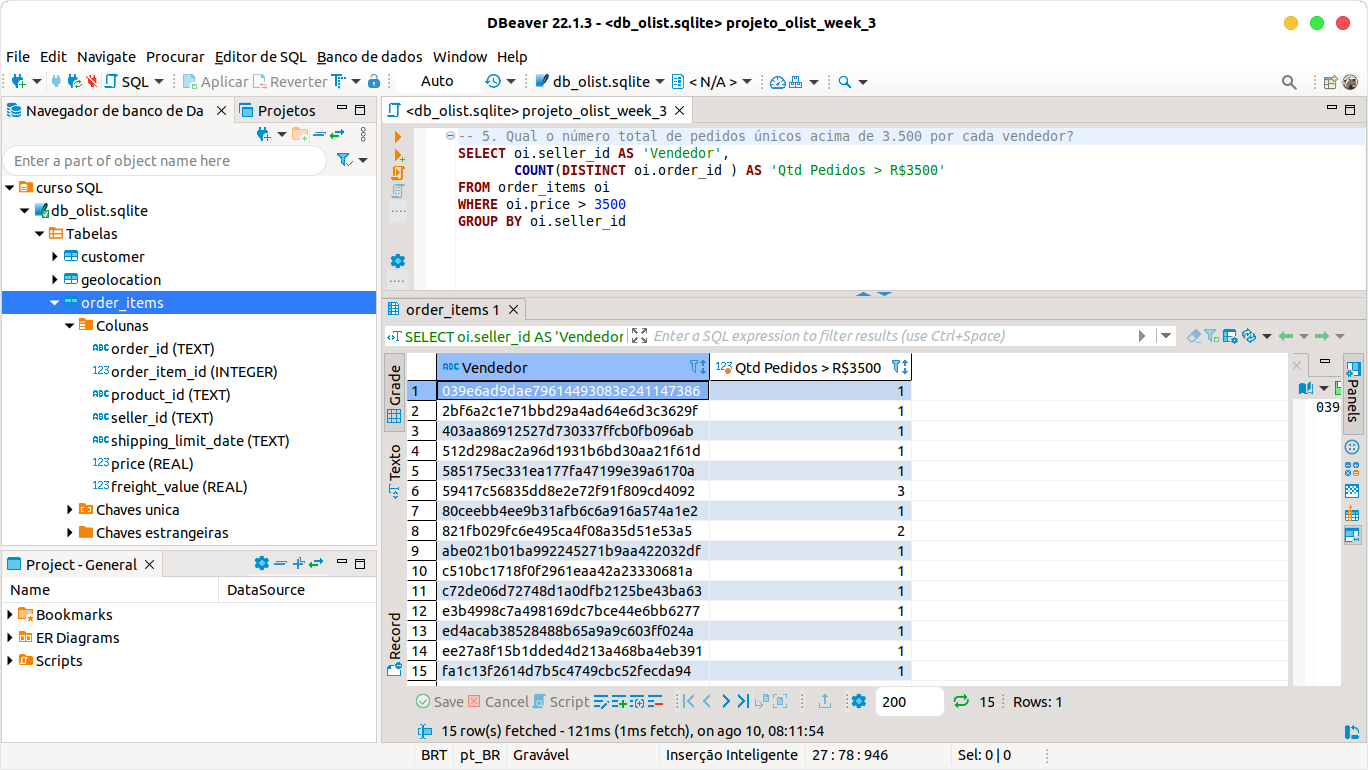 DBeaver 22.1.3 - <db_olist.sqlite> projeto_olist_week_3
File Edit Navigate Procurar Editor de SQL Banco de dados Window Help
SQL Aplicar Reverter Auto db_olist.sqlite < N/A >
Navegador de banco de Da Projetos
Enter a part of object name here
curso SQL
db_olist.sqlite
Tabelas
customer
geolocation
order_items
Colunas
ABC order_id (TEXT)
123 order_item_id (INTEGER)
ABC product_id (TEXT)
ABC seller_id (TEXT)
ABC shipping_limit_date (TEXT)
123 price (REAL)
123 freight_value (REAL)
Chaves unica
Chaves estrangeiras
Project - General
Name DataSource
Bookmarks
ER Diagrams
Scripts
<db_olist.sqlite> projeto_olist_week_3
-- 5. Qual o número total de pedidos únicos acima de 3.500 por cada vendedor?
SELECT oi.seller_id AS 'Vendedor',
COUNT(DISTINCT oi.order_id ) AS 'Qtd Pedidos > R$3500'
FROM order_items oi
WHERE oi.price > 3500
GROUP BY oi.seller_id
order_items 1
SELECT oi.seller_id AS 'Vendedor Enter a SQL expression to filter results (use Ctrl+Space)
Grade
Texto
Record
ABC Vendedor 123 Qtd Pedidos > R$3500
1 039e6ad9dae79614493083e241147386 1
2 2bf6a2c1e71bbd29a4ad64e6d3c3629f 1
3 403aa86912527d730337ffcb0fb096ab 1
4 512d298ac2a96d1931b6bd30aa21f61d 1
5 585175ec331ea177fa47199e39a6170a 1
6 59417c56835dd8e2e72f91f809cd4092 3
7 80ceebb4ee9b31afb6c6a916a574a1e2 1
8 821fb029fc6e495ca4f08a35d51e53a5 2
9 abe021b01ba992245271b9aa422032df 1
10 c510bc1718f0f2961eaa42a23330681a 1
11 c72de06d72748d1a0dfb2125be43ba63 1
12 e3b4998c7a498169dc7bce44e6bb6277 1
13 ed4acab38528488b65a9a9c603ff024a 1
14 ee27a8f15b1dded4d213a468ba4eb391 1
15 fa1c13f2614d7b5c4749cbc52fecda94 1
039
Panels
Save Cancel Script 200 15 Rows: 1
15 row(s) fetched - 121ms (1ms fetch), on ago 10, 08:11:54
BRT pt_BR Gravável Inserção Inteligente 27 : 78 : 946 Sel: 0 | 0